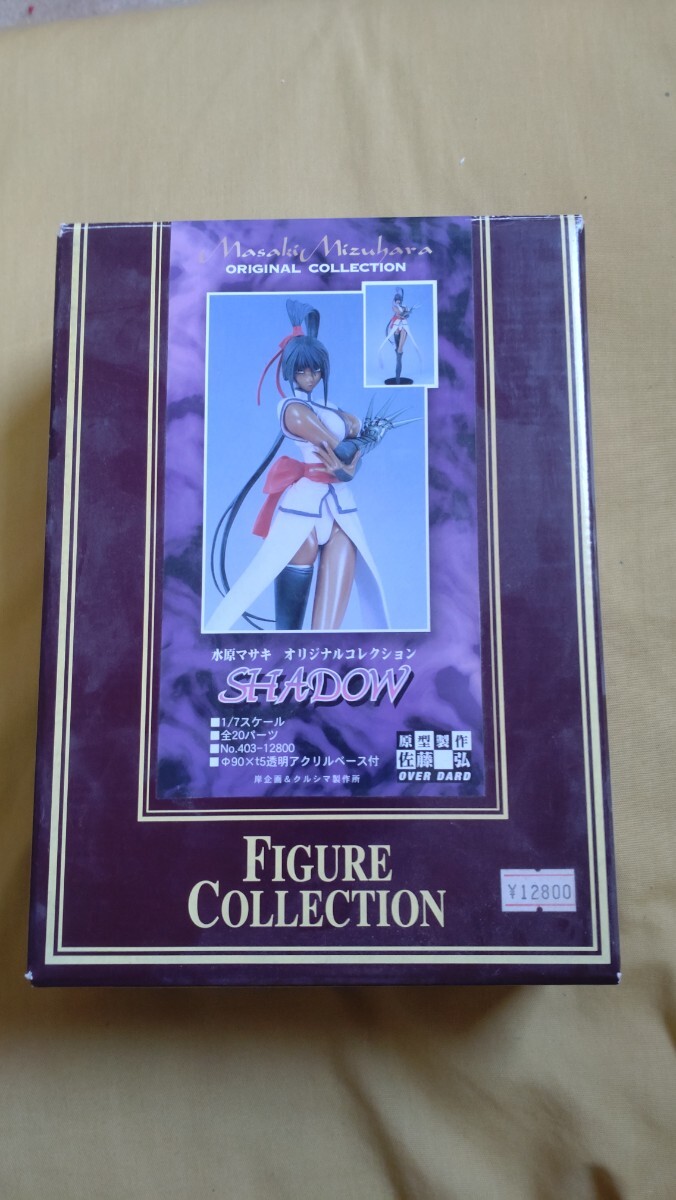 Masaki Mizuhara
ORIGINAL COLLECTION
水原マサキ オリジナルコレクション
SHADOW
■1/7スケール
■全20パーツ
■No.403-12800
■Φ90×t5透明アクリルベース付
岸企画&クルシマ製作所
原型製作
佐藤 弘
OVER DARD
FIGURE
COLLECTION
¥12800